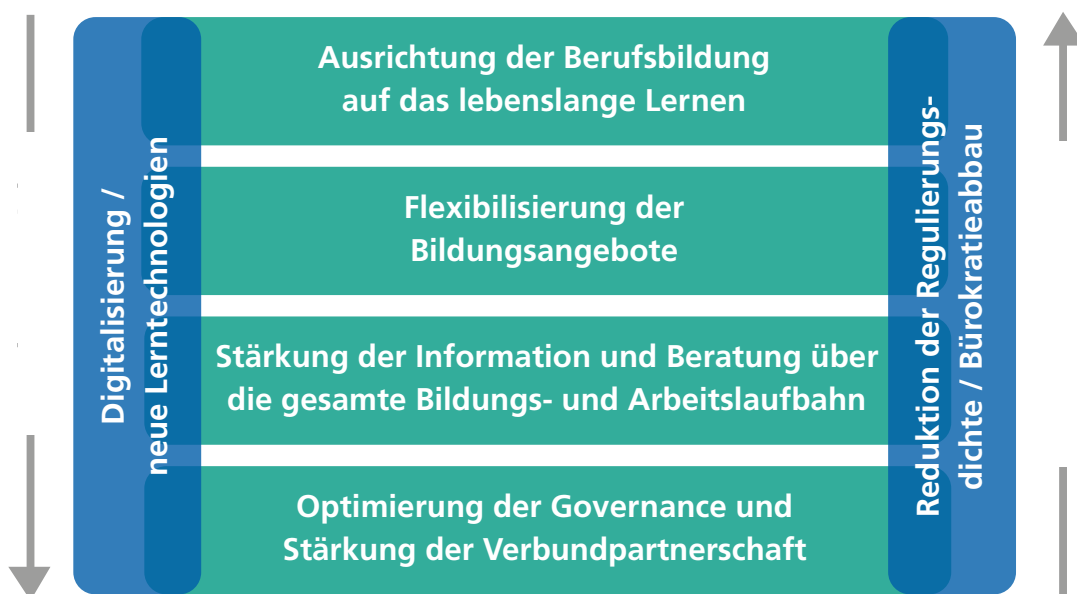 Digitalisierung /
neue Lerntechnologien
Ausrichtung der Berufsbildung
auf das lebenslange Lernen
Flexibilisierung der
Bildungsangebote
Stärkung der Information und Beratung über
die gesamte Bildungs- und Arbeitslaufbahn
Optimierung der Governance und
Stärkung der Verbundpartnerschaft
Reduktion der Regulierungs-
dichte / Bürokratieabbau